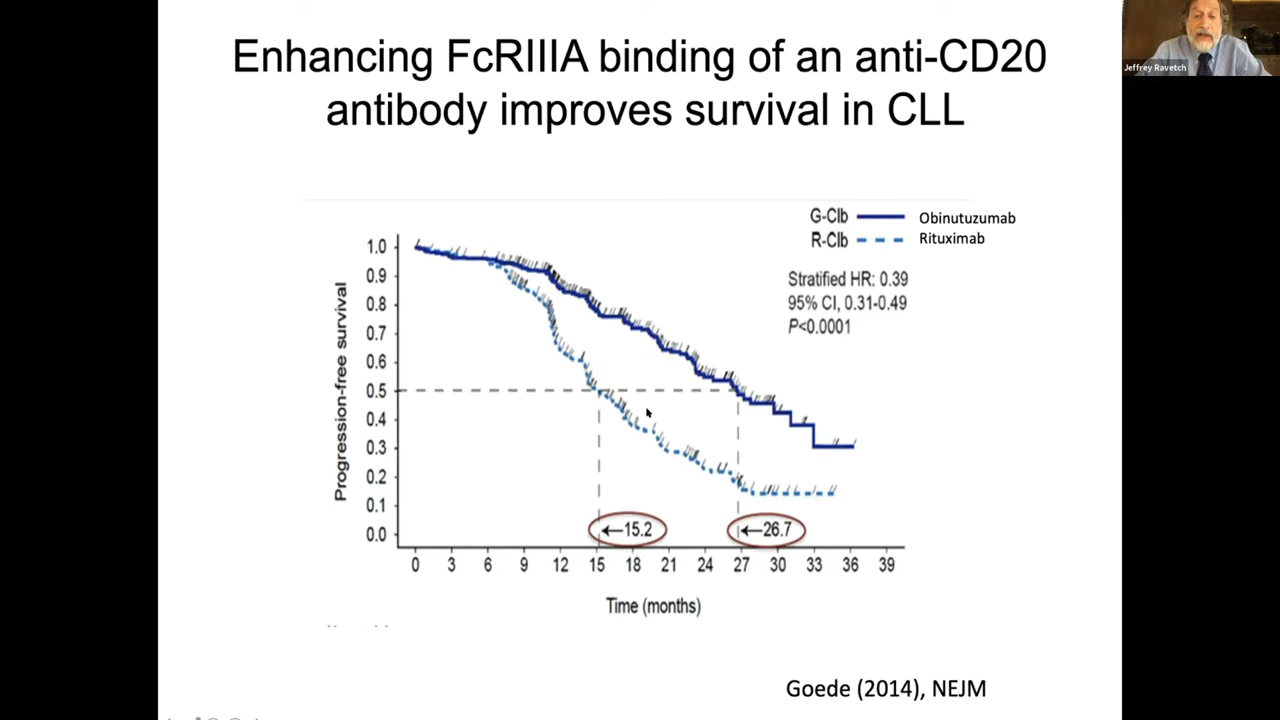 Enhancing FcRIIIA binding of an anti-CD20
antibody improves survival in CLL
Jeffrey Ravetch
G-Clb Obinutuzumab
R-Clb Rituximab
Stratified HR: 0.39
95% CI, 0.31-0.49
P<0.0001
Progression-free survival
1.0
0.9
0.8
0.7
0.6
0.5
0.4
0.3
0.2
0.1
0.0
←15.2
←26.7
0 3 6 9 12 15 18 21 24 27 30 33 36 39
Time (months)
Goede (2014), NEJM